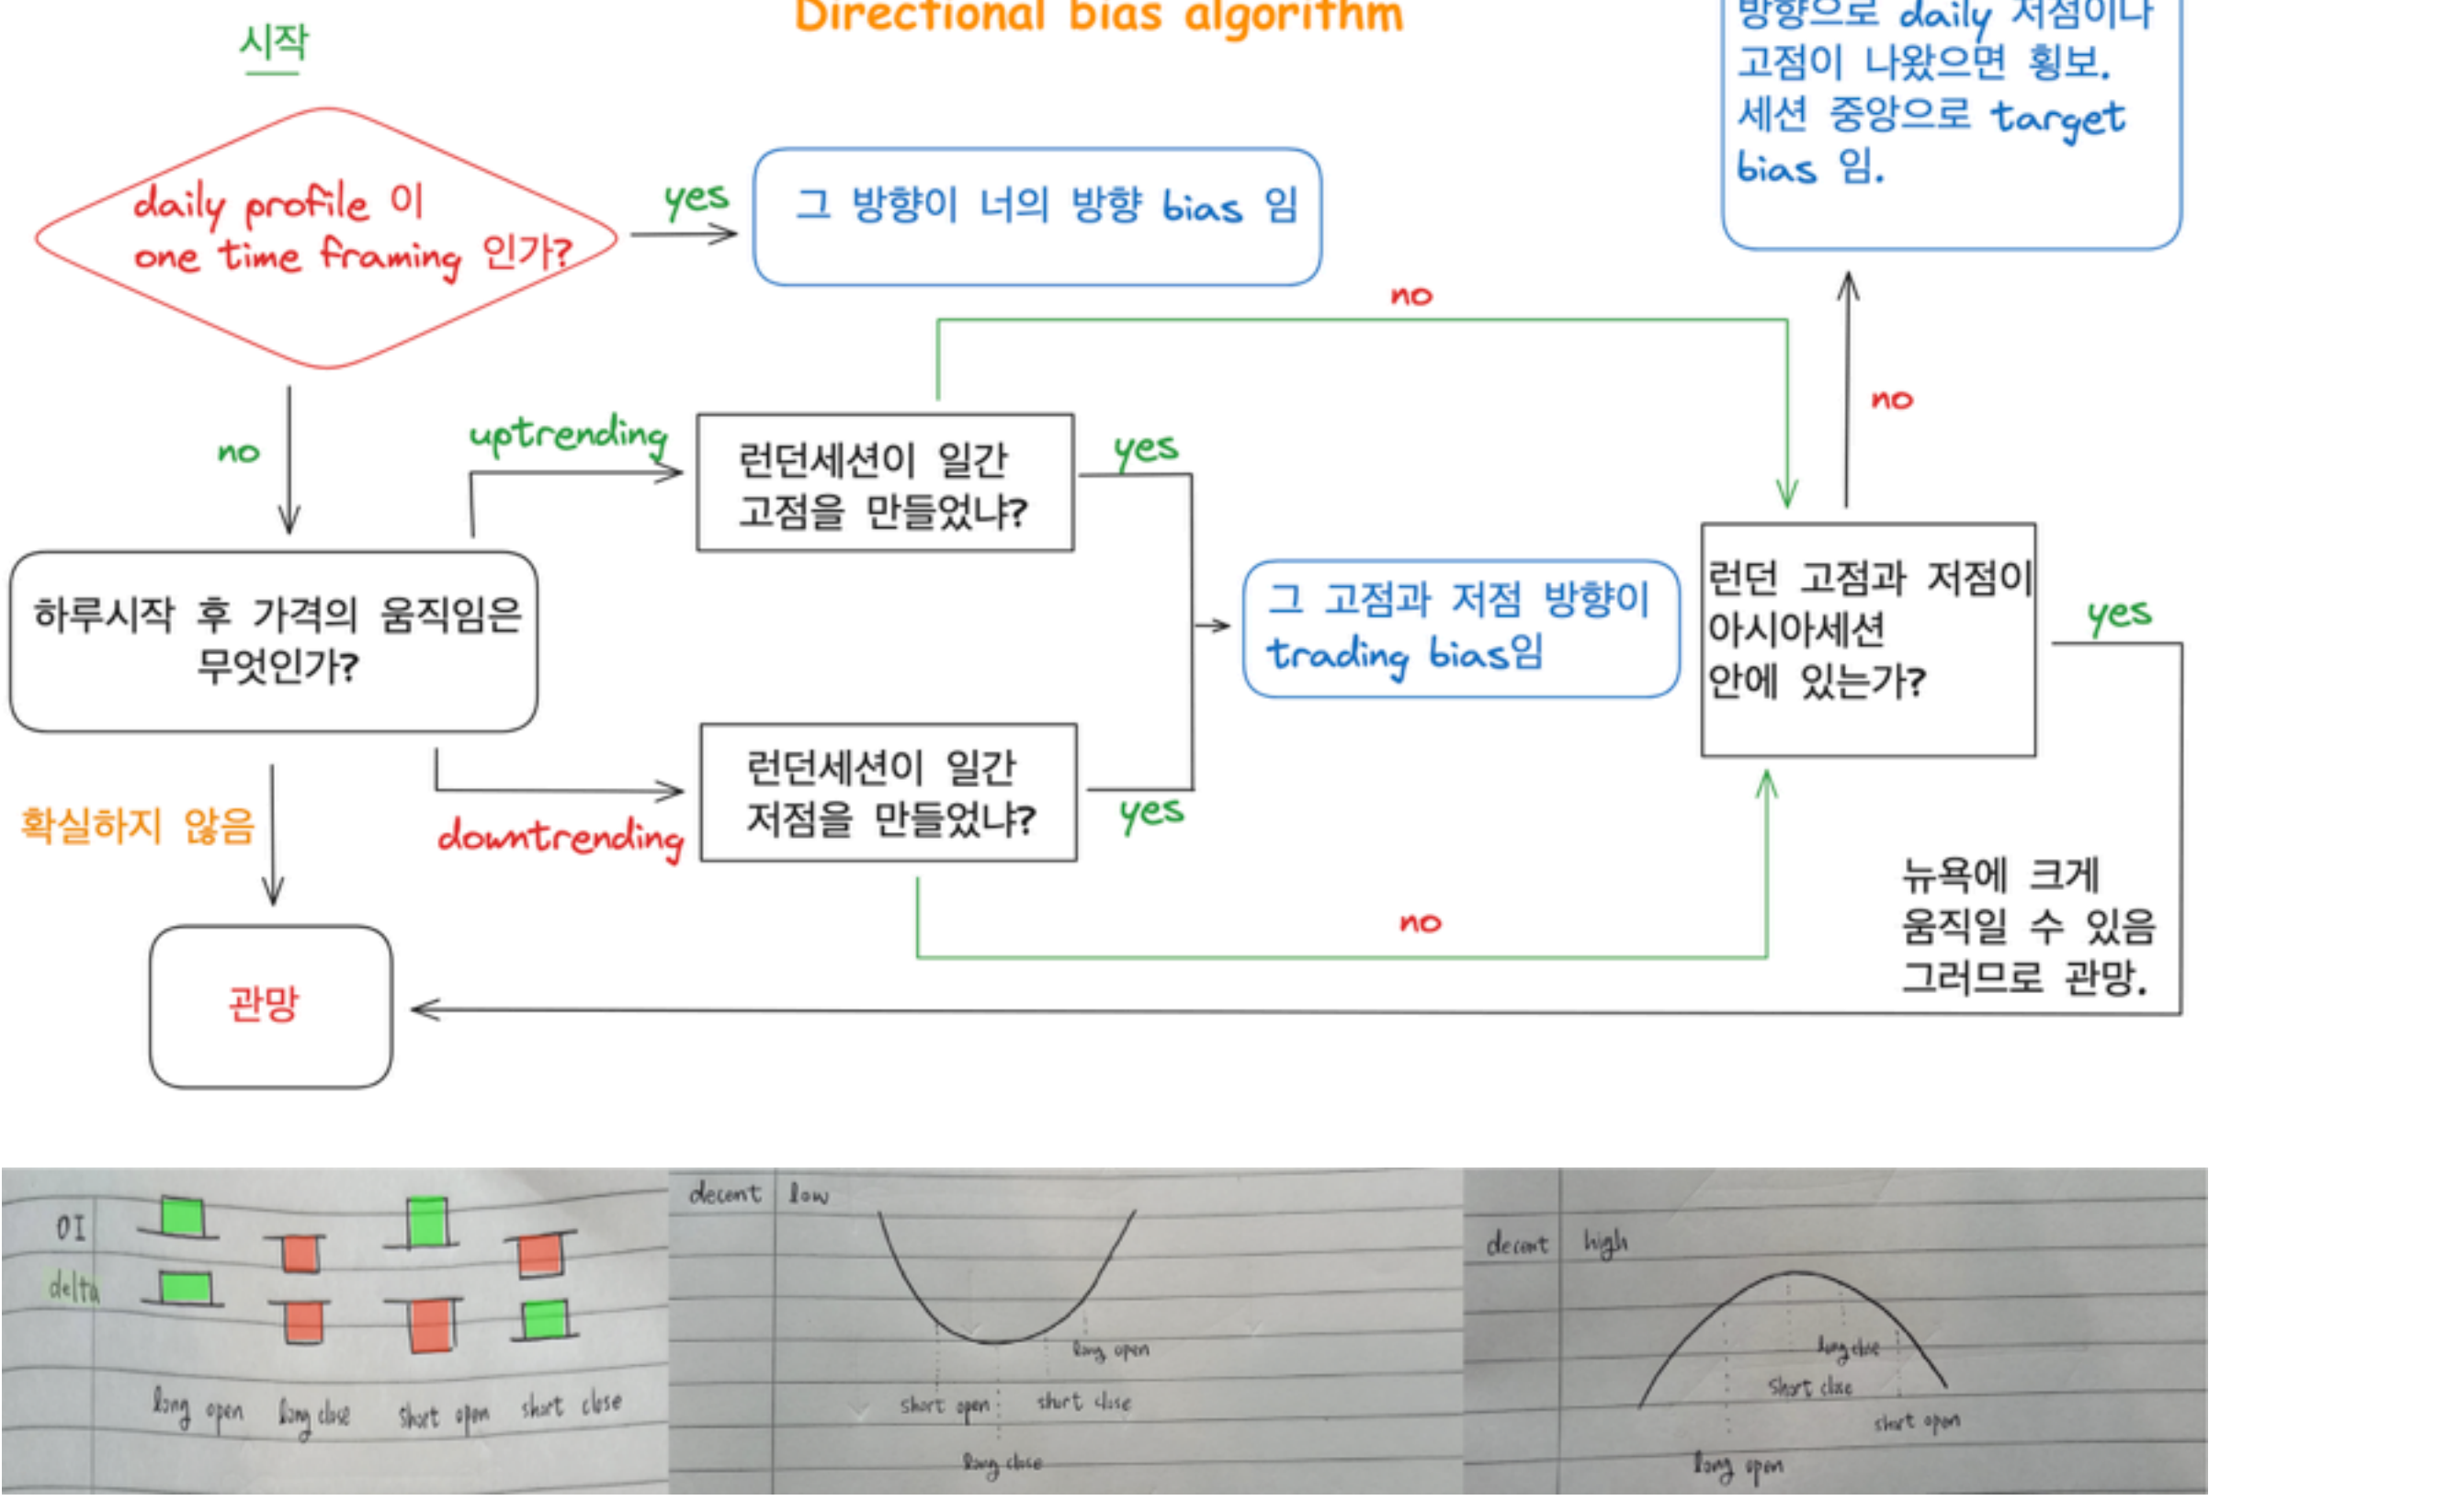 Directional bias algorithm
시작
daily profile 이
one time framing 인가?
yes
그 방향이 너의 방향 bias 임
방향으로 daily 저점이나
고점이 나왔으면 횡보.
세션 중앙으로 target
bias 임.
no
no
no
uptrending
런던세션이 일간
고점을 만들었냐?
yes
하루시작 후 가격의 움직임은
무엇인가?
그 고점과 저점 방향이
trading bias임
런던 고점과 저점이
아시아세션
안에 있는가?
yes
확실하지 않음
downtrending
런던세션이 일간
저점을 만들었냐?
yes
no
뉴욕에 크게
움직일 수 있음
그러므로 관망.
관망
OI
delta
long open
long close
short open
short close
decent low
long open
short open
short close
long close
decent high
long close
short close
short open
long open